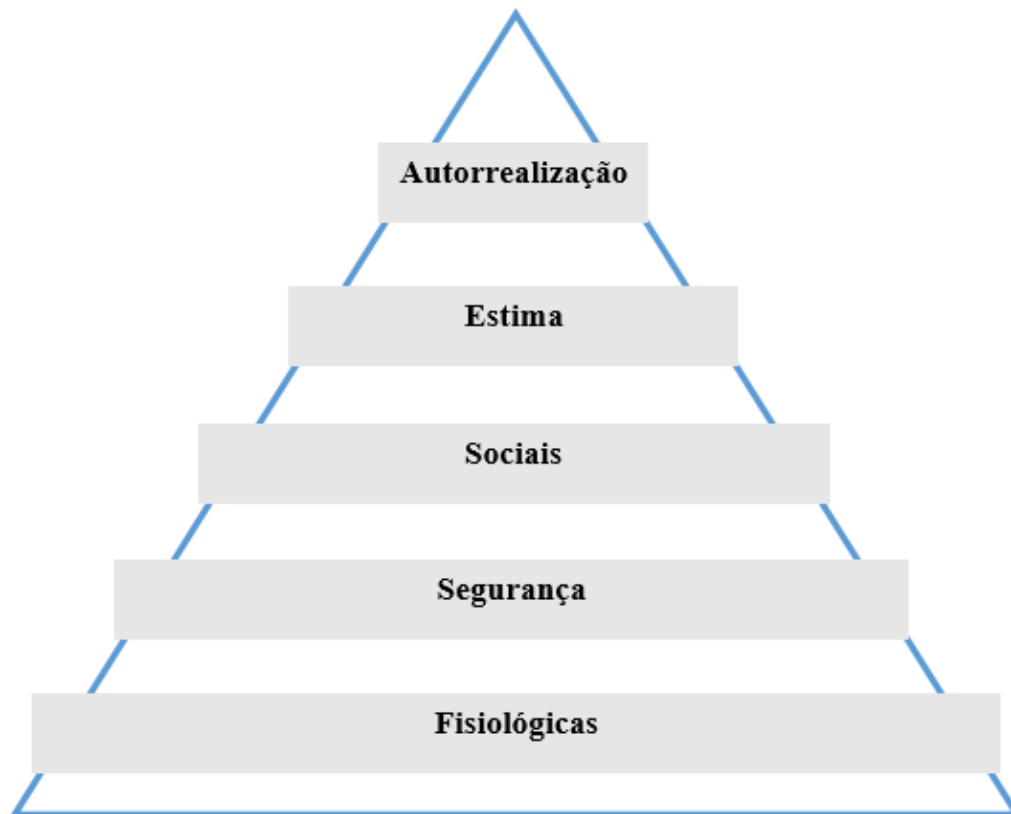 Autorrealização
Estima
Sociais
Segurança
Fisiológicas